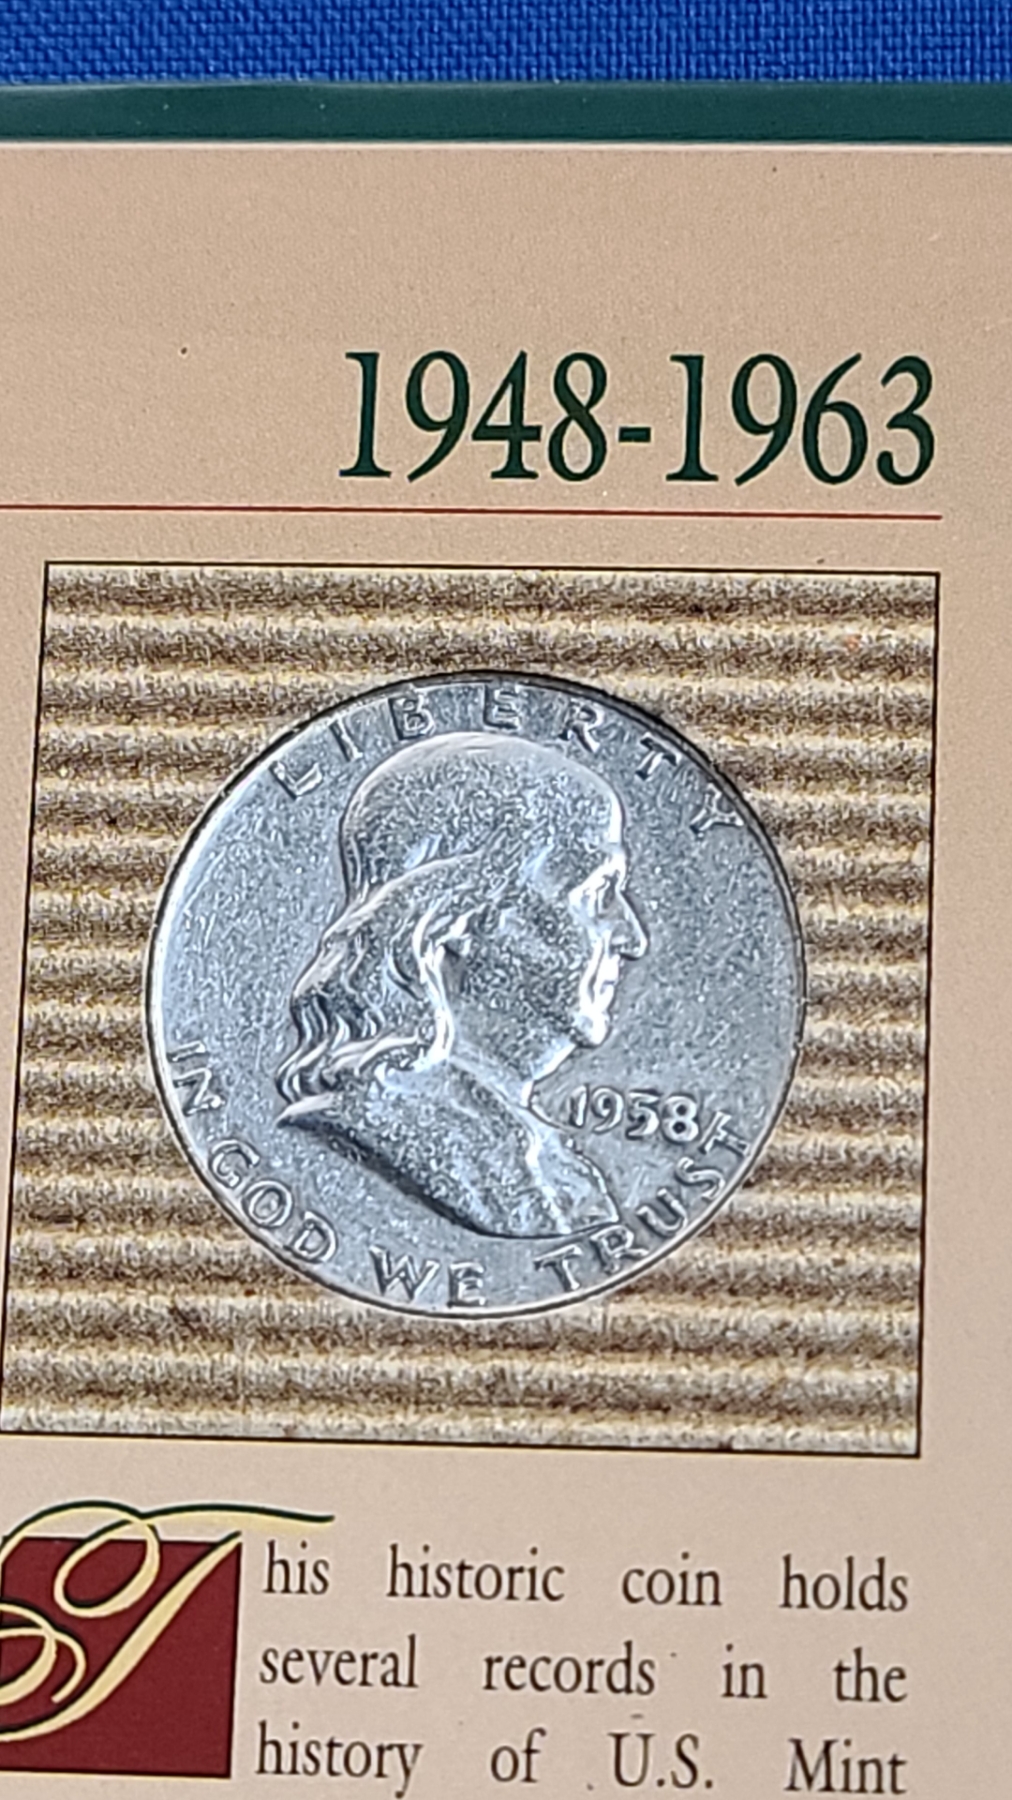 1948-1963
LIBERTY
1958
IN GOD WE TRUST
This historic coin holds
several records in the
history of U.S. Mint